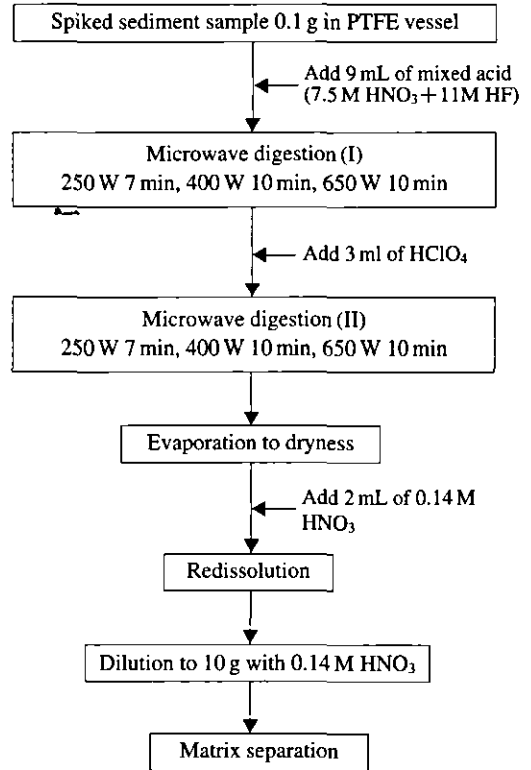 Spiked sediment sample 0.1 g in PTFE vessel
Add 9 mL of mixed acid
(7.5 M HNO₃ + 11M HF)
Microwave digestion (I)
250 W 7 min, 400 W 10 min, 650 W 10 min
Add 3 ml of HClO₄
Microwave digestion (II)
250 W 7 min, 400 W 10 min, 650 W 10 min
Evaporation to dryness
Add 2 mL of 0.14 M
HNO₃
Redissolution
Dilution to 10 g with 0.14 M HNO₃
Matrix separation